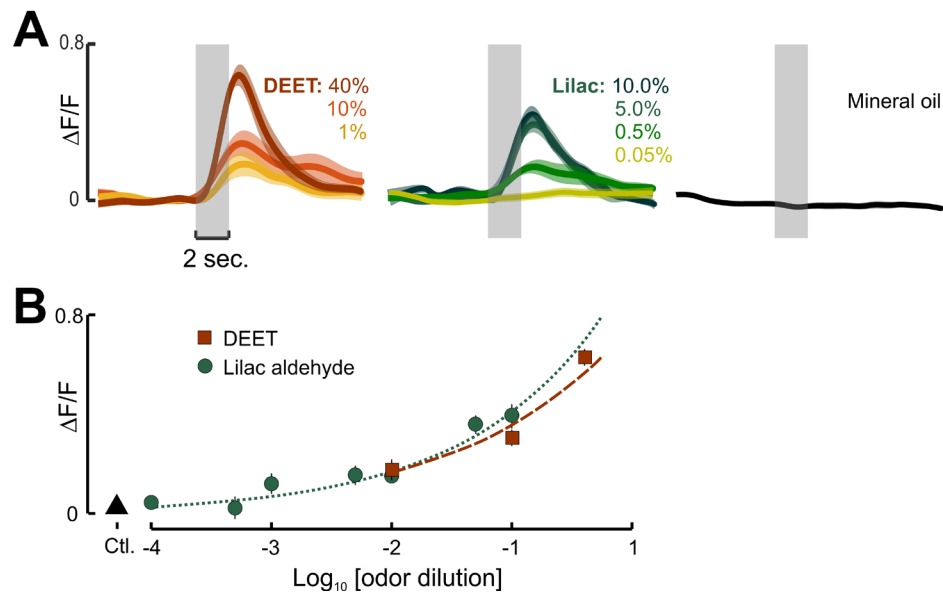 A
0.8
ΔF/F
0
DEET: 40%
10%
1%
2 sec.
Lilac: 10.0%
5.0%
0.5%
0.05%
Mineral oil
B
0.8
ΔF/F
0
DEET
Lilac aldehyde
Ctl. -4 -3 -2 -1 1
Log₁₀ [odor dilution]